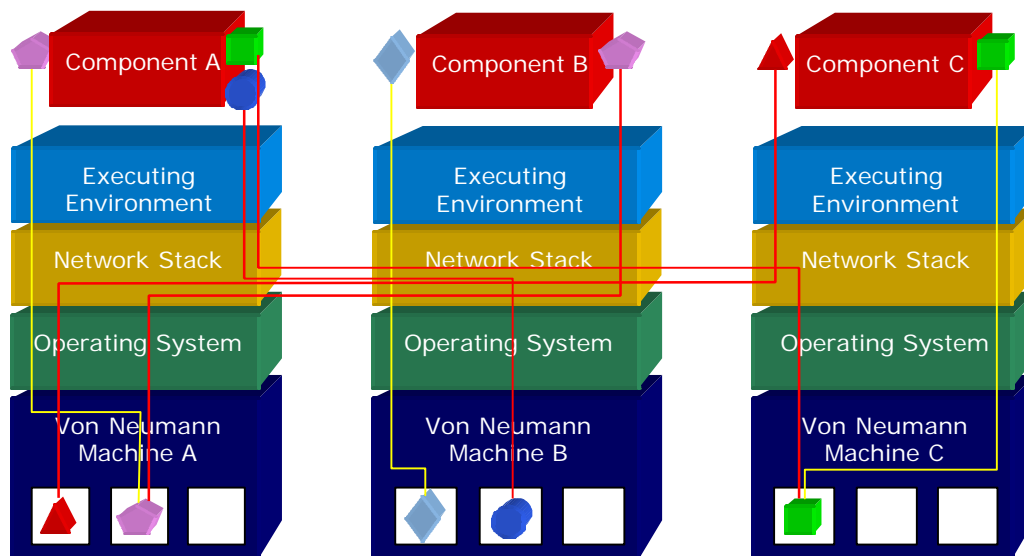 Component A
Component B
Component C
Executing
Environment
Executing
Environment
Executing
Environment
Network Stack
Network Stack
Network Stack
Operating System
Operating System
Operating System
Von Neumann
Machine A
Von Neumann
Machine B
Von Neumann
Machine C